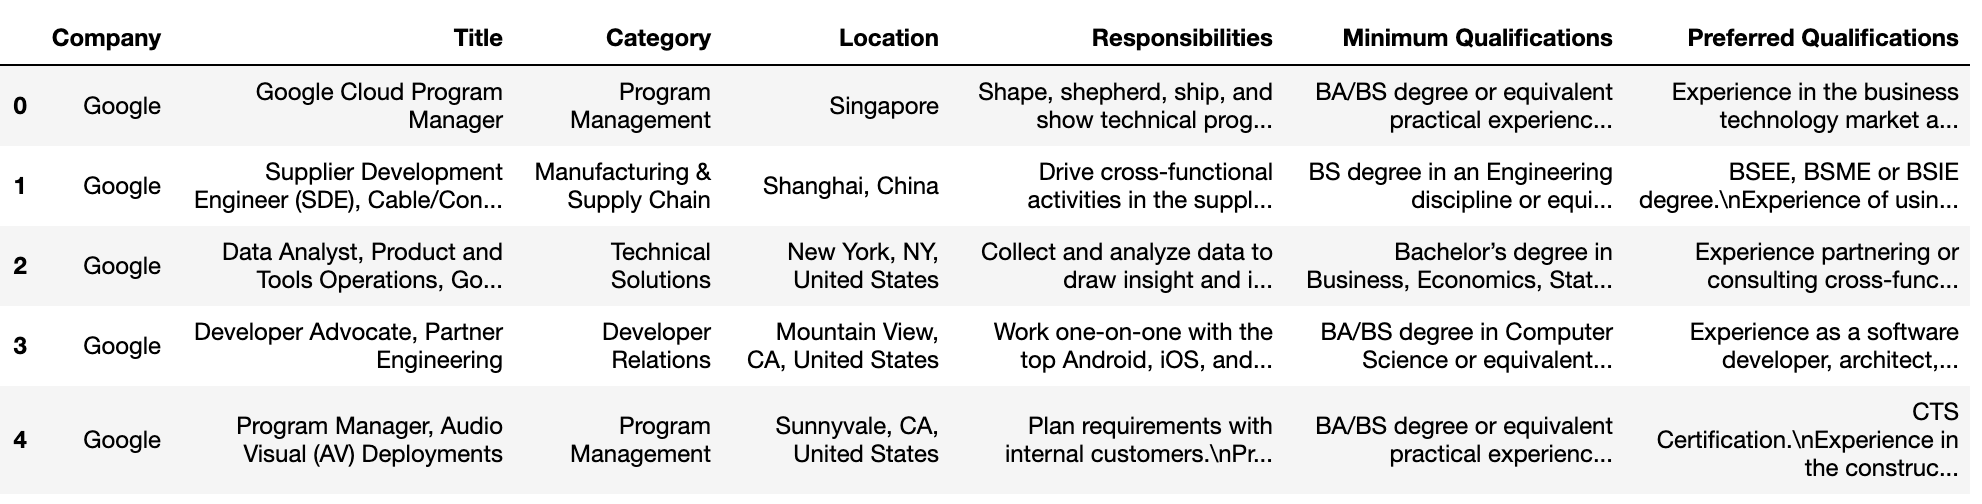 Company Title Category Location Responsibilities Minimum Qualifications Preferred Qualifications
0 Google Google Cloud Program Manager Program Management Singapore Shape, shepherd, ship, and show technical prog... BA/BS degree or equivalent practical experienc... Experience in the business technology market a...
1 Google Supplier Development Engineer (SDE), Cable/Con... Manufacturing & Supply Chain Shanghai, China Drive cross-functional activities in the suppl... BS degree in an Engineering discipline or equi... BSEE, BSME or BSIE degree.\nExperience of usin...
2 Google Data Analyst, Product and Tools Operations, Go... Technical Solutions New York, NY, United States Collect and analyze data to draw insight and i... Bachelor’s degree in Business, Economics, Stat... Experience partnering or consulting cross-func...
3 Google Developer Advocate, Partner Engineering Developer Relations Mountain View, CA, United States Work one-on-one with the top Android, iOS, and... BA/BS degree in Computer Science or equivalent... Experience as a software developer, architect,...
4 Google Program Manager, Audio Visual (AV) Deployments Program Management Sunnyvale, CA, United States Plan requirements with internal customers.\nPr... BA/BS degree or equivalent practical experienc... CTS Certification.\nExperience in the construc...